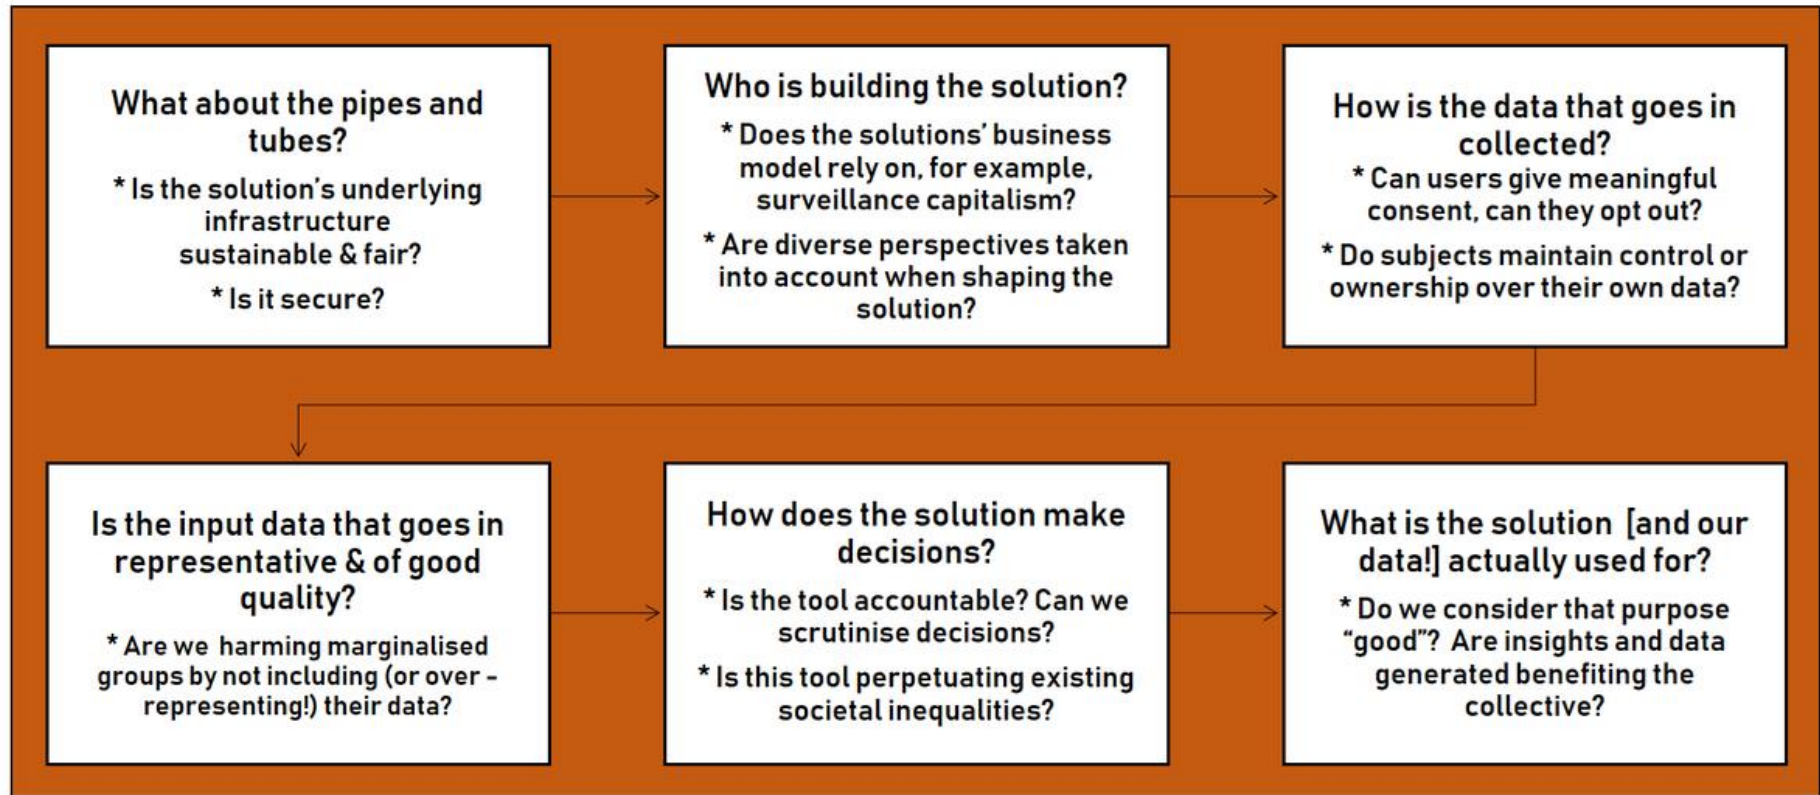 What about the pipes and
tubes?
* Is the solution's underlying
infrastructure
sustainable & fair?
* Is it secure?
Who is building the solution?
* Does the solutions' business
model rely on, for example,
surveillance capitalism?
* Are diverse perspectives taken
into account when shaping the
solution?
How is the data that goes in
collected?
* Can users give meaningful
consent, can they opt out?
* Do subjects maintain control or
ownership over their own data?
Is the input data that goes in
representative & of good
quality?
* Are we harming marginalised
groups by not including (or over -
representing!) their data?
How does the solution make
decisions?
* Is the tool accountable? Can we
scrutinise decisions?
* Is this tool perpetuating existing
societal inequalities?
What is the solution [and our
data!] actually used for?
* Do we consider that purpose
“good”? Are insights and data
generated benefiting the
collective?